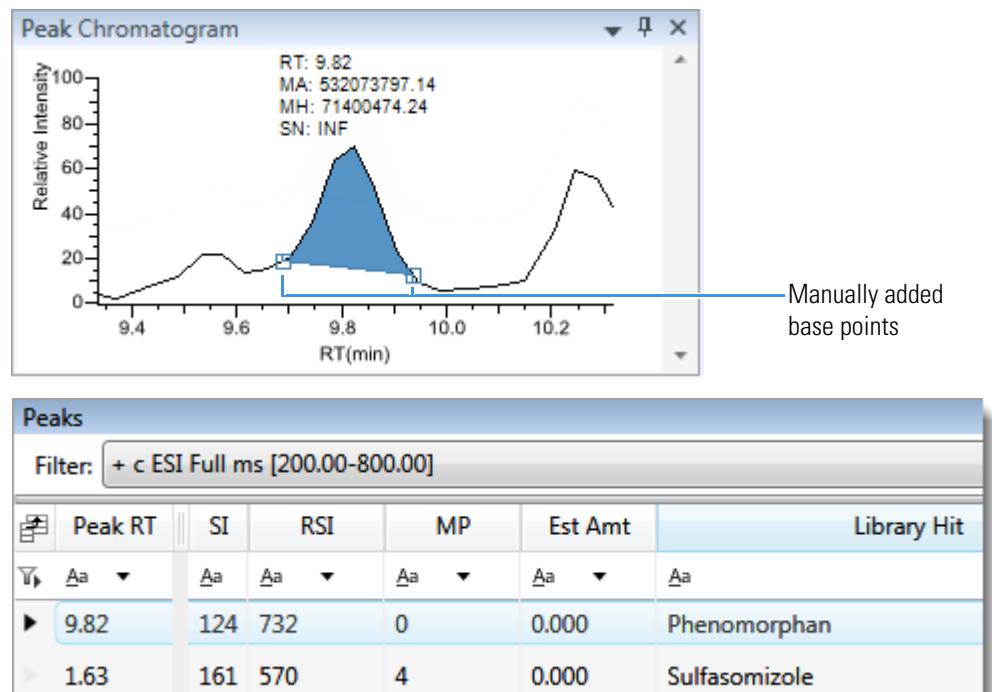 Peak Chromatogram
RT: 9.82
MA: 532073797.14
MH: 71400474.24
SN: INF
Relative Intensity
100
80
60
40
20
0
9.4 9.6 9.8 10.0 10.2
RT(min)
Manually added
base points
Peaks
Filter: + c ESI Full ms [200.00-800.00]
Peak RT SI RSI MP Est Amt Library Hit
Aa Aa Aa Aa Aa Aa
9.82 124 732 0 0.000 Phenomorphan
1.63 161 570 4 0.000 Sulfasomizole